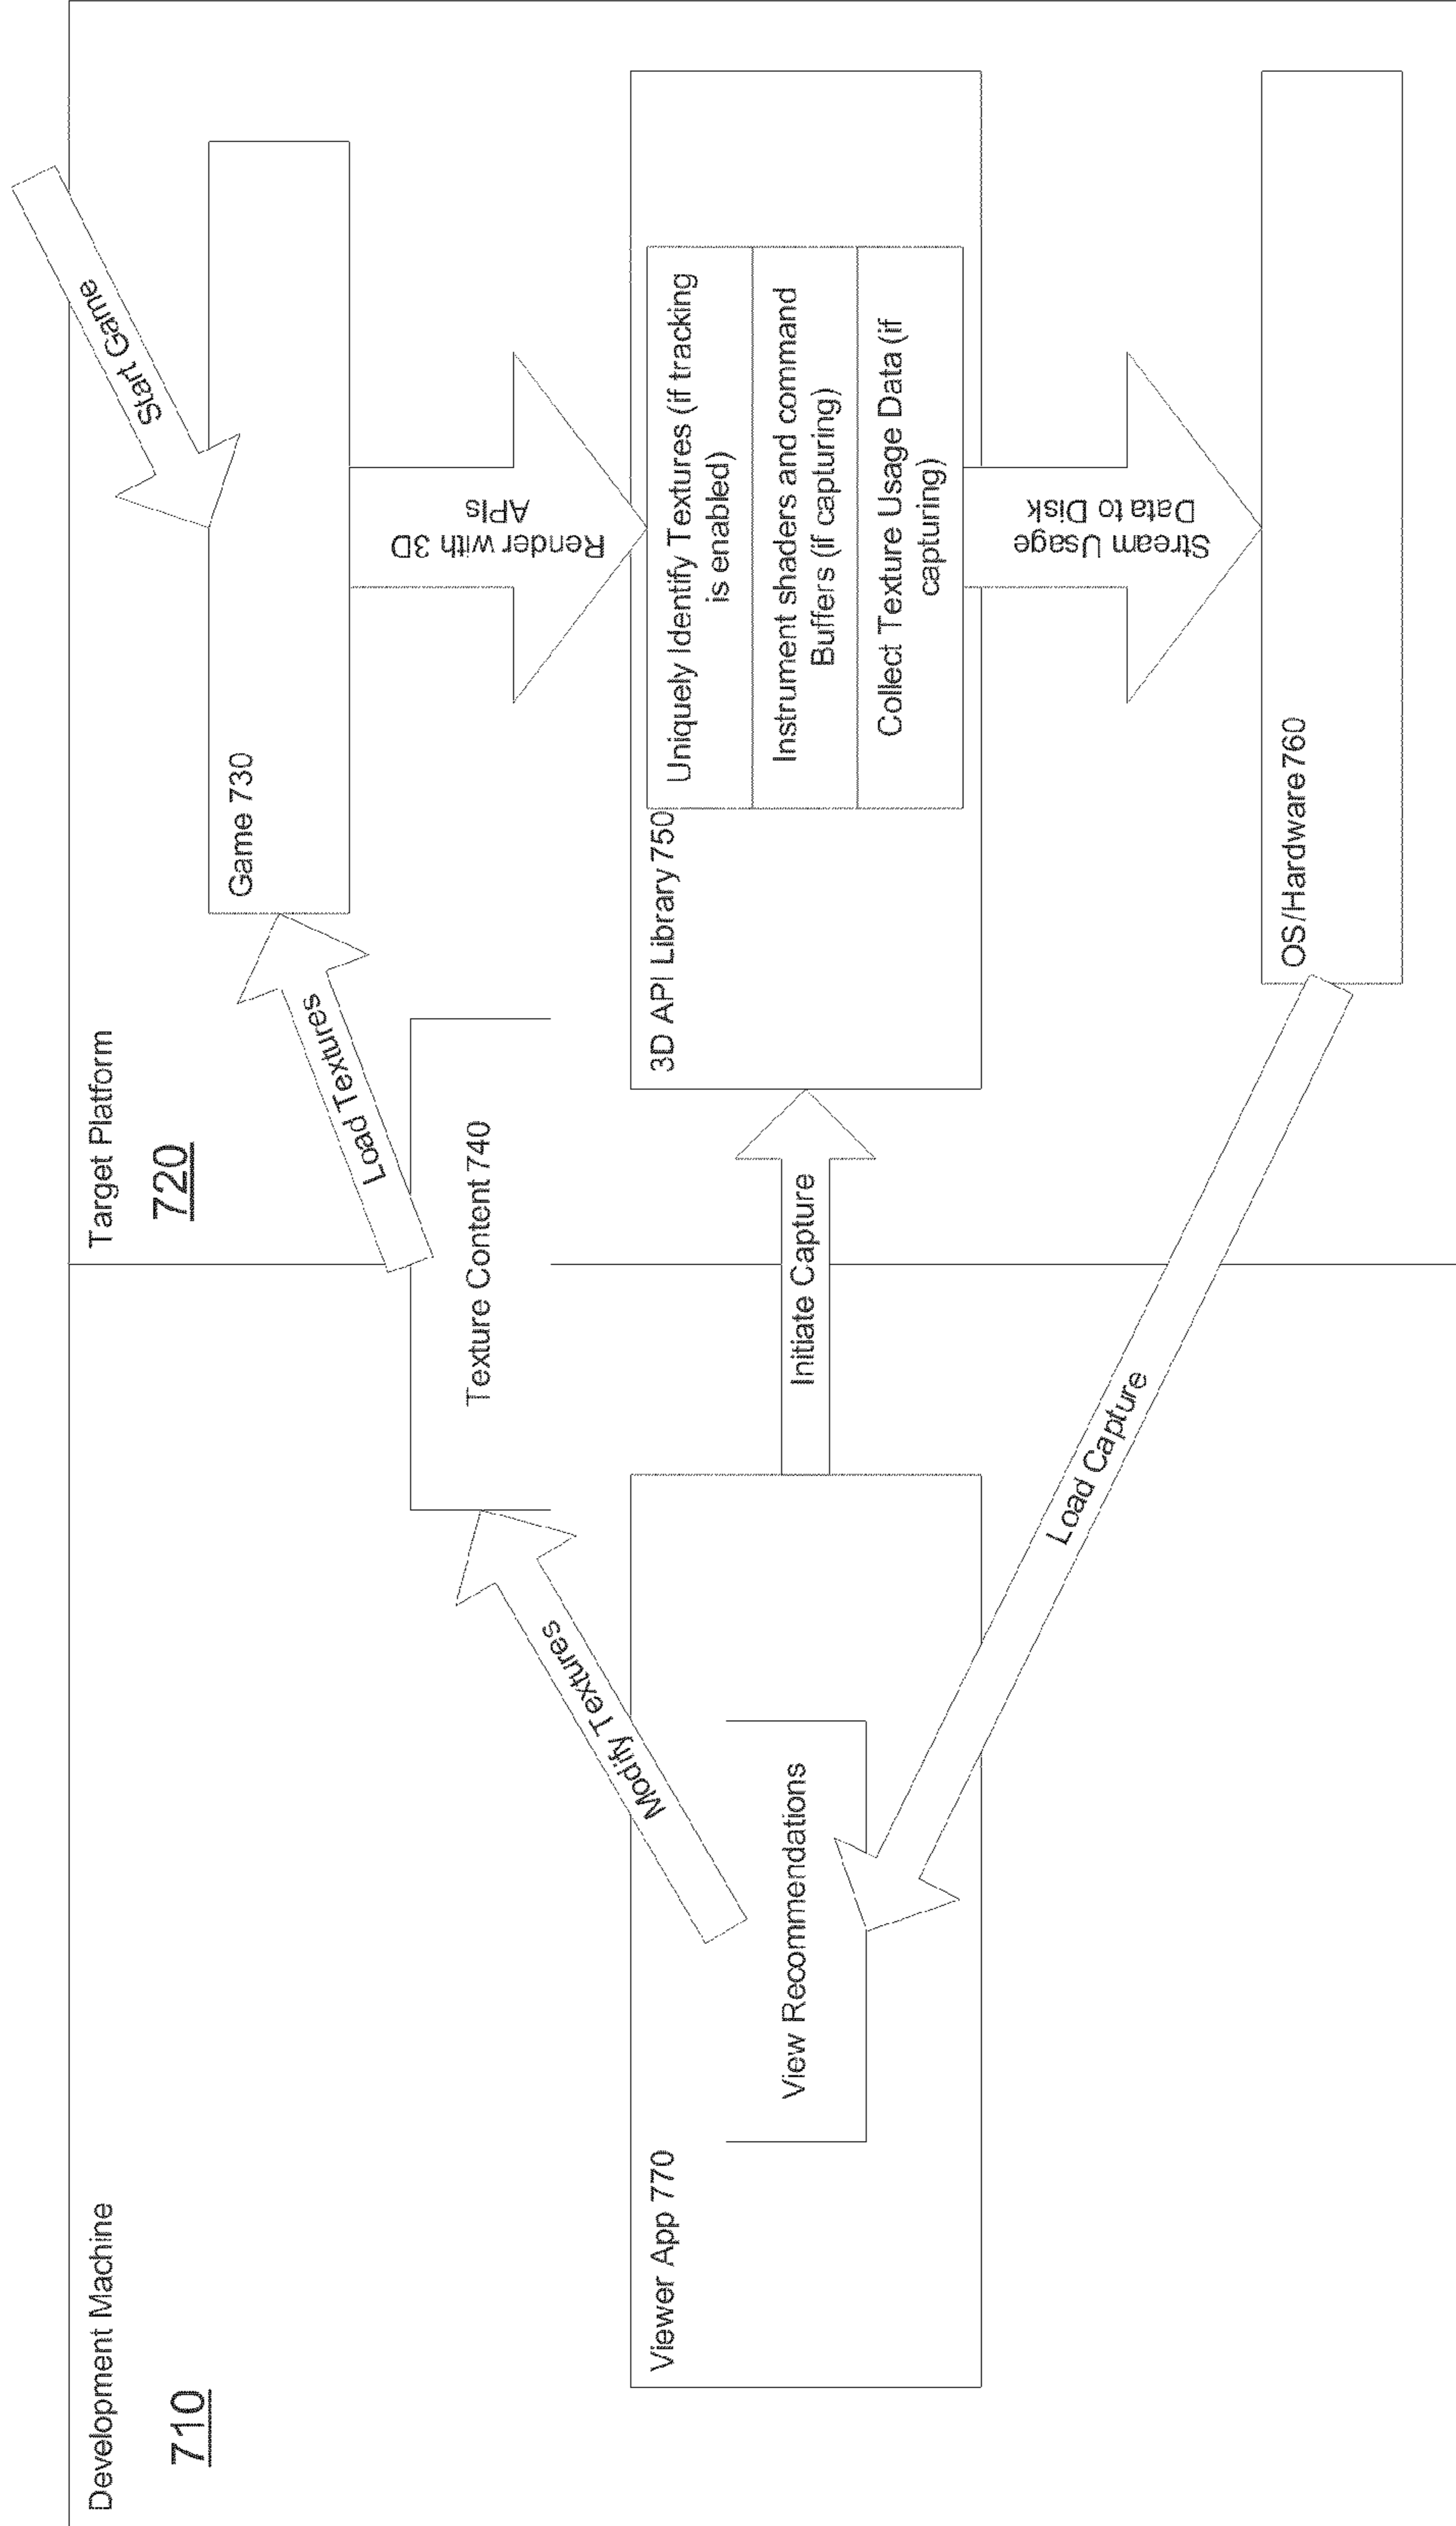 Development Machine
710
Target Platform
720
Start Game
Game 730
Load Textures
Texture Content 740
Render with 3D
APIs
Modify Textures
Viewer App 770
View Recommendations
Initiate Capture
3D API Library 750
Uniquely Identify Textures (if tracking
is enabled)
Instrument shaders and command
Buffers (if capturing)
Collect Texture Usage Data (if
capturing)
Stream Usage
Data to Disk
Load Capture
OS/Hardware 760